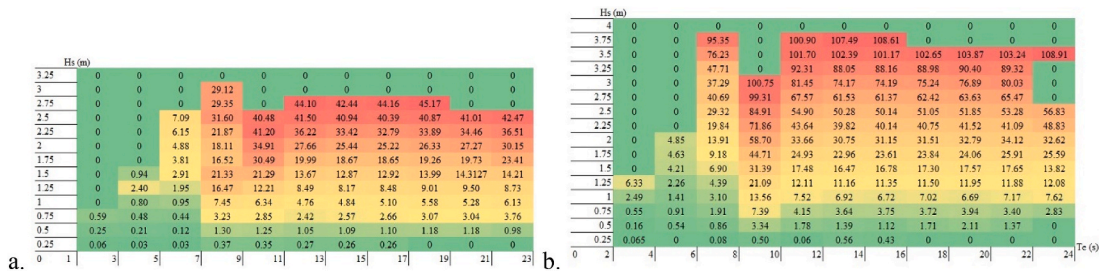 Hs (m)
3.25 0 0 0 0 0 0 0 0 0 0 0
3 0 0 0 29.12 0 0 0 0 0 0 0
2.75 0 0 0 29.35 0 44.10 42.44 44.16 45.17 0 0
2.5 0 0 7.09 31.60 40.48 41.50 40.94 40.39 40.87 41.01 42.47
2.25 0 0 6.15 21.87 41.20 36.22 33.42 32.79 33.89 34.46 36.51
2 0 0 4.88 18.11 34.91 27.66 25.44 25.22 26.33 27.27 30.15
1.75 0 0 3.81 16.52 30.49 19.99 18.67 18.65 19.26 19.73 23.41
1.5 0 0.94 2.91 21.33 21.29 13.67 12.87 12.92 13.99 14.3127 14.21
1.25 0 2.40 1.95 16.47 12.21 8.49 8.17 8.48 9.01 9.50 8.73
1 0 0.80 0.95 7.45 6.34 4.76 4.84 5.10 5.58 5.28 6.13
0.75 0.59 0.48 0.44 3.23 2.85 2.42 2.57 2.66 3.07 3.04 3.76
0.5 0.25 0.21 0.12 1.30 1.25 1.05 1.09 1.10 1.18 1.18 0.98
0.25 0.06 0.03 0.03 0.37 0.35 0.27 0.26 0.26 0 0 0
0 1 3 5 7 9 11 13 15 17 19 21 23
a.
Hs (m)
4 0 0 0 0 0 0 0 0 0 0 0
3.75 0 0 95.35 0 100.90 107.49 108.61 0 0 0 0
3.5 0 0 76.23 0 101.70 102.39 101.17 102.65 103.87 103.24 108.91
3.25 0 0 47.71 0 92.31 88.05 88.16 88.98 90.40 89.32 0
3 0 0 37.29 100.75 81.45 74.17 74.19 75.24 76.89 80.03 0
2.75 0 0 40.69 99.31 67.57 61.53 61.37 62.42 63.63 65.47 0
2.5 0 0 29.32 84.91 54.90 50.28 50.14 51.05 51.85 53.28 56.83
2.25 0 0 19.84 71.86 43.64 39.82 40.14 40.75 41.52 41.09 48.83
2 0 4.85 13.91 58.70 33.66 30.75 31.15 31.51 32.79 34.12 32.62
1.75 0 4.63 9.18 44.71 24.93 22.96 23.61 23.84 24.06 25.91 25.59
1.5 0 4.21 6.90 31.39 17.48 16.47 16.78 17.30 17.57 17.65 13.82
1.25 6.33 2.26 4.39 21.09 12.11 11.16 11.35 11.50 11.95 11.88 12.08
1 2.49 1.41 3.10 13.56 7.52 6.92 6.72 7.02 6.69 7.17 7.62
0.75 0.55 0.91 1.91 7.39 4.15 3.64 3.75 3.72 3.94 3.40 2.83
0.5 0.16 0.54 0.86 3.34 1.78 1.39 1.12 1.71 2.11 1.37 0
0.25 0.065 0 0.08 0.50 0.06 0.56 0.43 0 0 0 0
0 2 4 6 8 10 12 14 16 18 20 22 Te (s) 24
b.